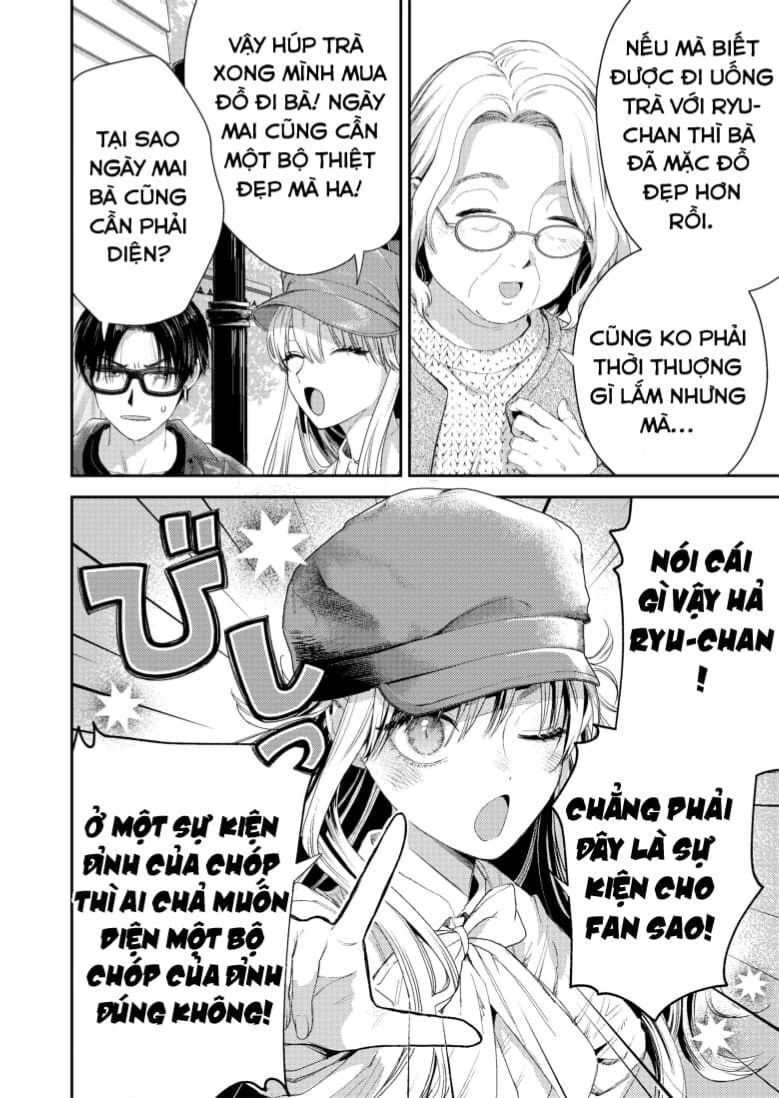 NẾU MÀ BIẾT
ĐƯỢC ĐI UỐNG
TRÀ VỚI RYU-
CHAN THÌ BÀ
ĐÃ MẶC ĐỒ
ĐẸP HƠN
RỒI.
CŨNG KO PHẢI
THỜI THUỢNG
GÌ LẮM NHƯNG
MÀ...
VẬY HÚP TRÀ
XONG MÌNH MUA
ĐỒ ĐI BÀ! NGÀY
MAI CŨNG CẦN
MỘT BỘ THIỆT
ĐẸP MÀ HA!
TẠI SAO
NGÀY MAI
BÀ CŨNG
CẦN PHẢI
DIỆN?
NÓI CÁI
GÌ VẬY HẢ
RYU-CHAN
!
CHẲNG PHẢI
ĐÂY LÀ SỰ
KIỆN CHO
FAN SAO!
びしっ
Ở MỘT SỰ KIỆN
ĐỈNH CỦA CHÓP
THÌ AI CHẢ MUỐN
DIỆN MỘT BỘ
CHÓP CỦA ĐỈNH
ĐÚNG KHÔNG!